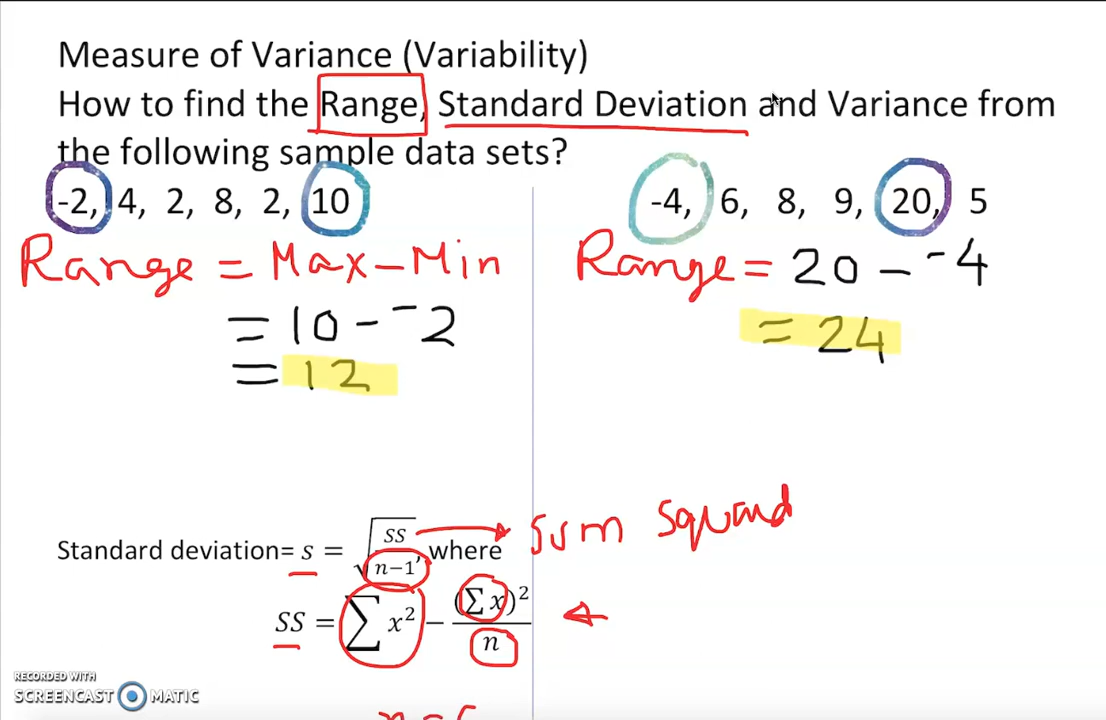 Measure of Variance (Variability)
How to find the Range, Standard Deviation and Variance from
the following sample data sets?
-2, 4, 2, 8, 2, 10
Range = Max - Min
= 10 - -2
= 12
-4, 6, 8, 9, 20, 5
Range = 20 - -4
= 24
Standard deviation= s = √(SS/(n−1)), where
sum squared
SS = ∑ x² − (∑ x)²/n
RECORDED WITH
SCREENCAST MATIC